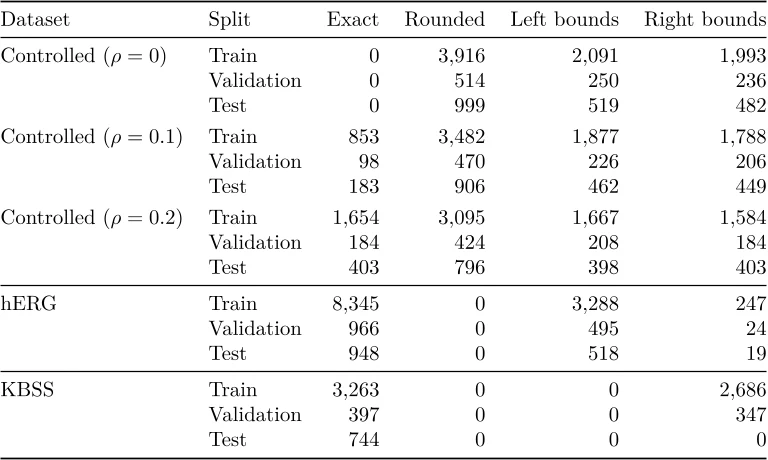 Dataset Split Exact Rounded Left bounds Right bounds
Controlled (ρ = 0) Train 0 3,916 2,091 1,993
Validation 0 514 250 236
Test 0 999 519 482
Controlled (ρ = 0.1) Train 853 3,482 1,877 1,788
Validation 98 470 226 206
Test 183 906 462 449
Controlled (ρ = 0.2) Train 1,654 3,095 1,667 1,584
Validation 184 424 208 184
Test 403 796 398 403
hERG Train 8,345 0 3,288 247
Validation 966 0 495 24
Test 948 0 518 19
KBSS Train 3,263 0 0 2,686
Validation 397 0 0 347
Test 744 0 0 0